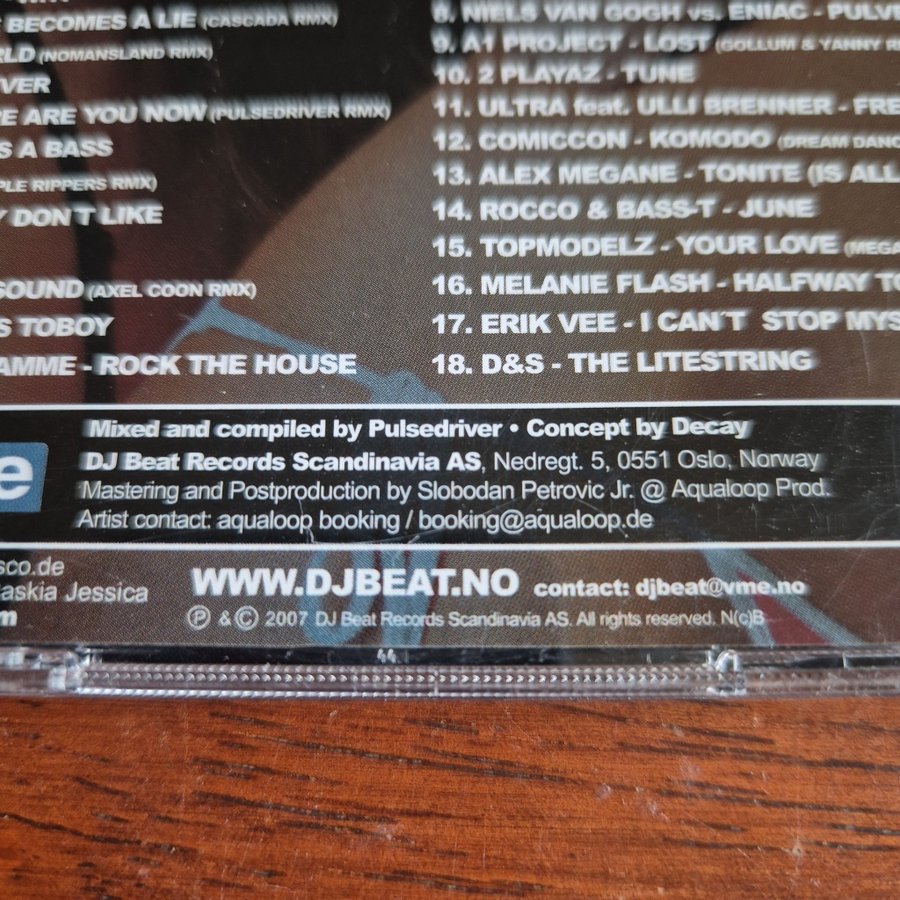 BECOMES A LIE (CASCADA RMX)
RLD (NOMANSLAND RMX)
EVER
RE ARE YOU NOW (PULSEDRIVER RMX)
S A BASS
PLE RIPPERS RMX)
Y DON´T LIKE
SOUND (AXEL COON RMX)
S TOBOY
AMME - ROCK THE HOUSE
8. NIELS VAN GOGH vs. ENIAC - PULVE
9. A1 PROJECT - LOST (GOLLUM & YANNY R
10. 2 PLAYAZ - TUNE
11. ULTRA feat. ULLI BRENNER - FRE
12. COMICCON - KOMODO (DREAM DANC
13. ALEX MEGANE - TONITE (IS ALL
14. ROCCO & BASS-T - JUNE
15. TOPMODELZ - YOUR LOVE (MEGA
16. MELANIE FLASH - HALFWAY TO
17. ERIK VEE - I CAN´T STOP MYS
18. D&S - THE LITESTRING
e
Mixed and compiled by Pulsedriver • Concept by Decay
DJ Beat Records Scandinavia AS, Nedregt. 5, 0551 Oslo, Norway
Mastering and Postproduction by Slobodan Petrovic Jr. @ Aqualoop Prod.
Artist contact: aqualoop booking / booking@aqualoop.de
sco.de
Saskia Jessica
m
WWW.DJBEAT.NO contact: djbeat@vme.no
Ⓟ & © 2007 DJ Beat Records Scandinavia AS. All rights reserved. N(c)B
44